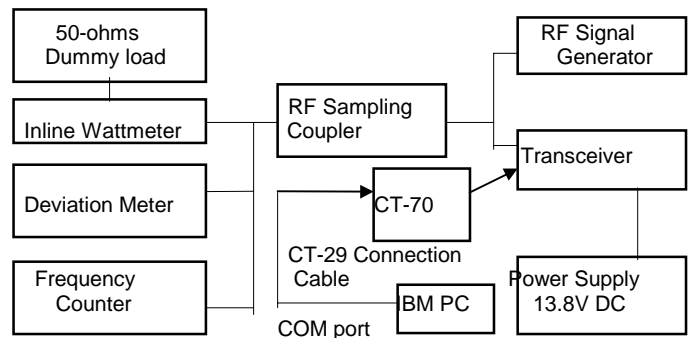 50-ohms
Dummy load
Inline Wattmeter
Deviation Meter
Frequency
Counter
RF Sampling
Coupler
CT-70
CT-29 Connection
Cable
IBM PC
COM port
RF Signal
Generator
Transceiver
Power Supply
13.8V DC